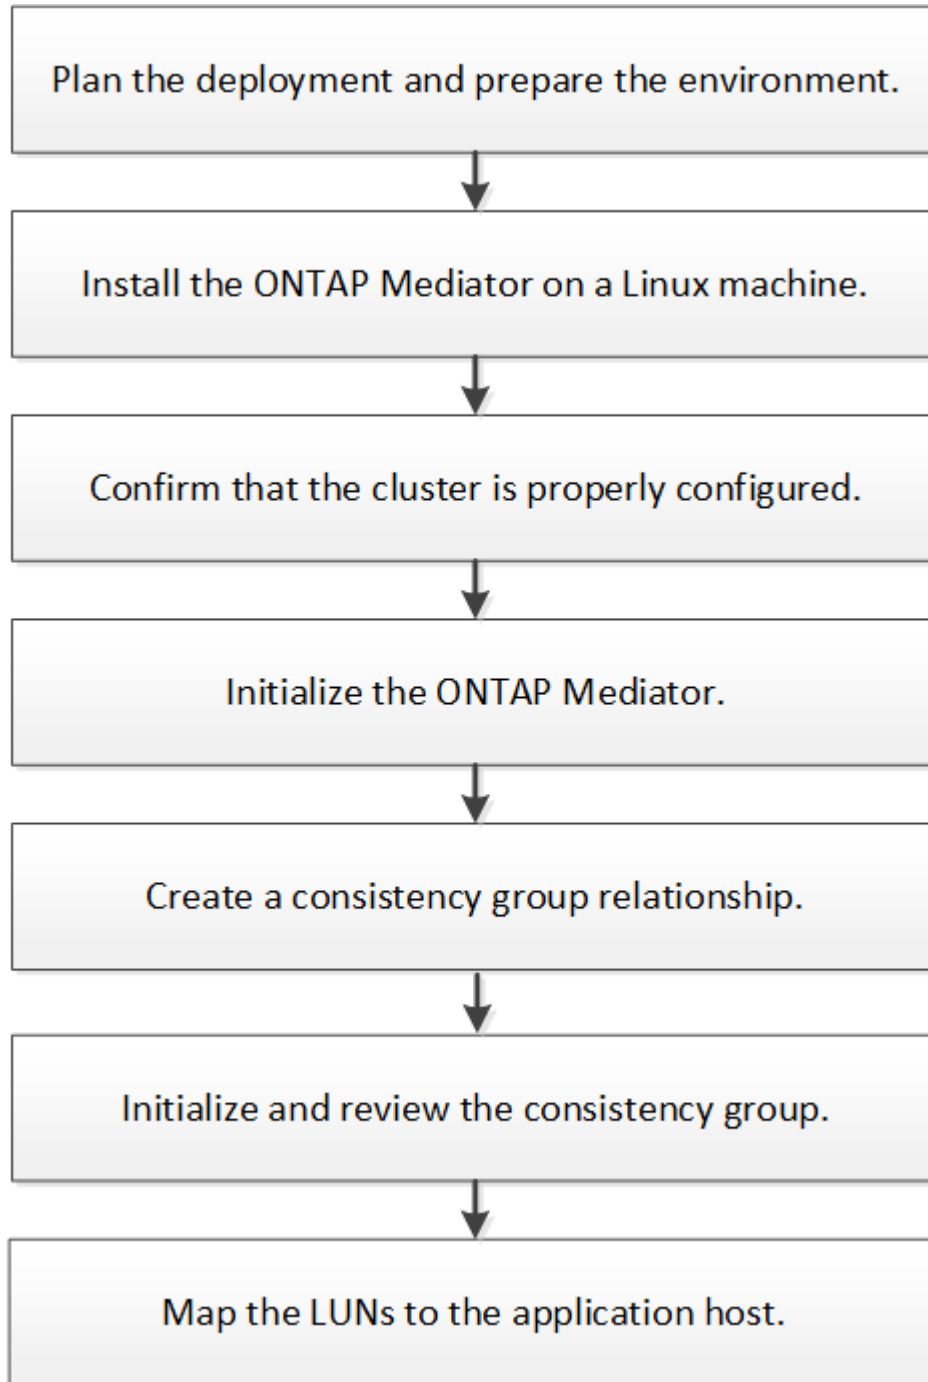 Plan the deployment and prepare the environment.
Install the ONTAP Mediator on a Linux machine.
Confirm that the cluster is properly configured.
Initialize the ONTAP Mediator.
Create a consistency group relationship.
Initialize and review the consistency group.
Map the LUNs to the application host.